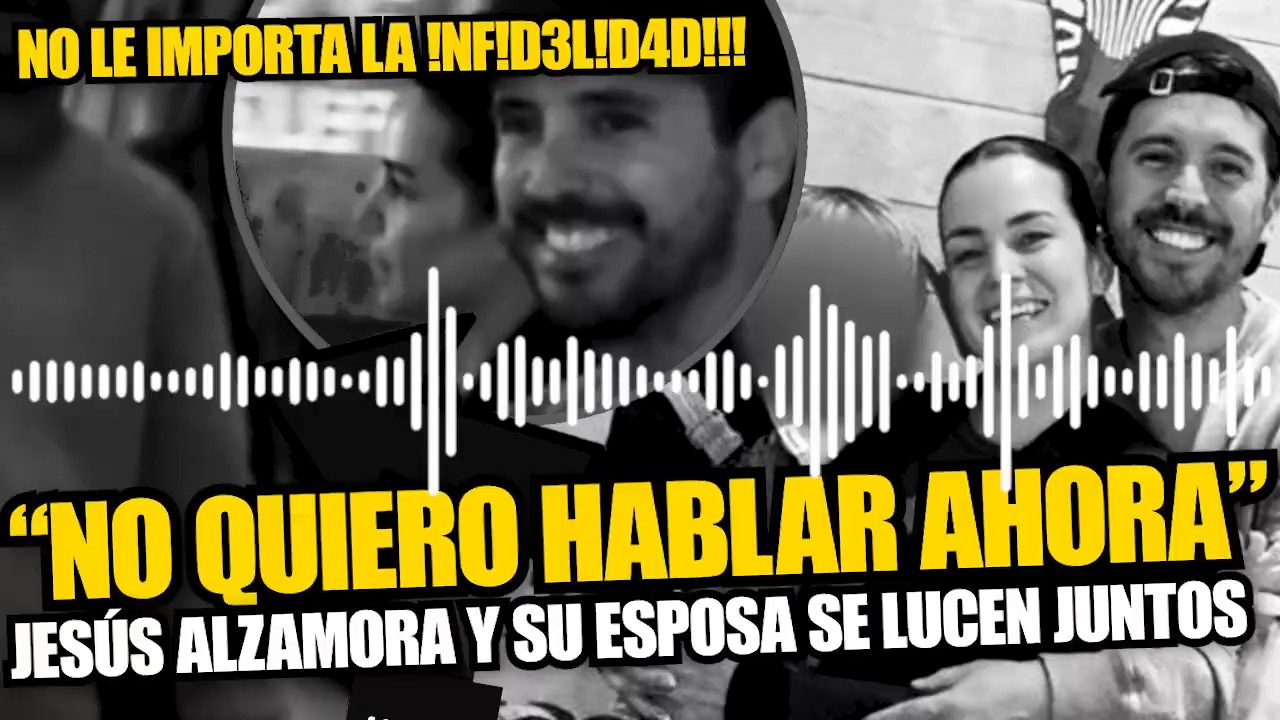 NO LE IMPORTA LA !NF!D3L!D4D!!!
“NO QUIERO HABLAR AHORA”
JESÚS ALZAMORA Y SU ESPOSA SE LUCEN JUNTOS